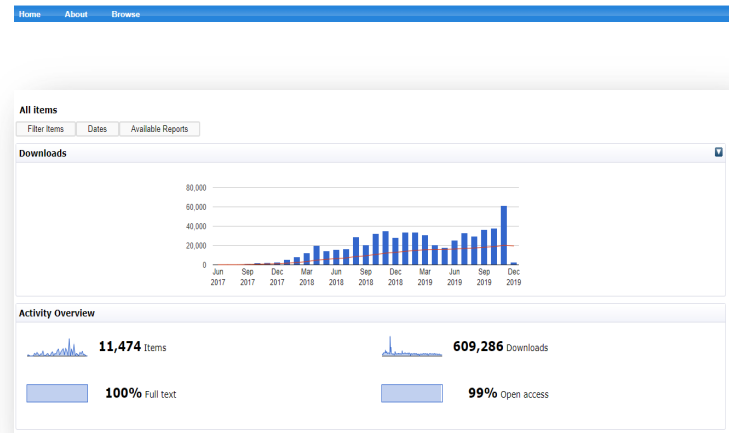 Home About Browse
All items
Filter Items Dates Available Reports
Downloads
80,000
60,000
40,000
20,000
0
Jun Sep Dec Mar Jun Sep Dec Mar Jun Sep Dec
2017 2017 2017 2018 2018 2018 2018 2019 2019 2019 2019
Activity Overview
11,474 Items 609,286 Downloads
100% Full text 99% Open access